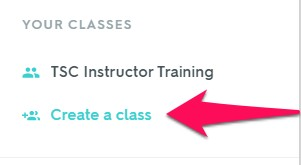 YOUR CLASSES
TSC Instructor Training
Create a class